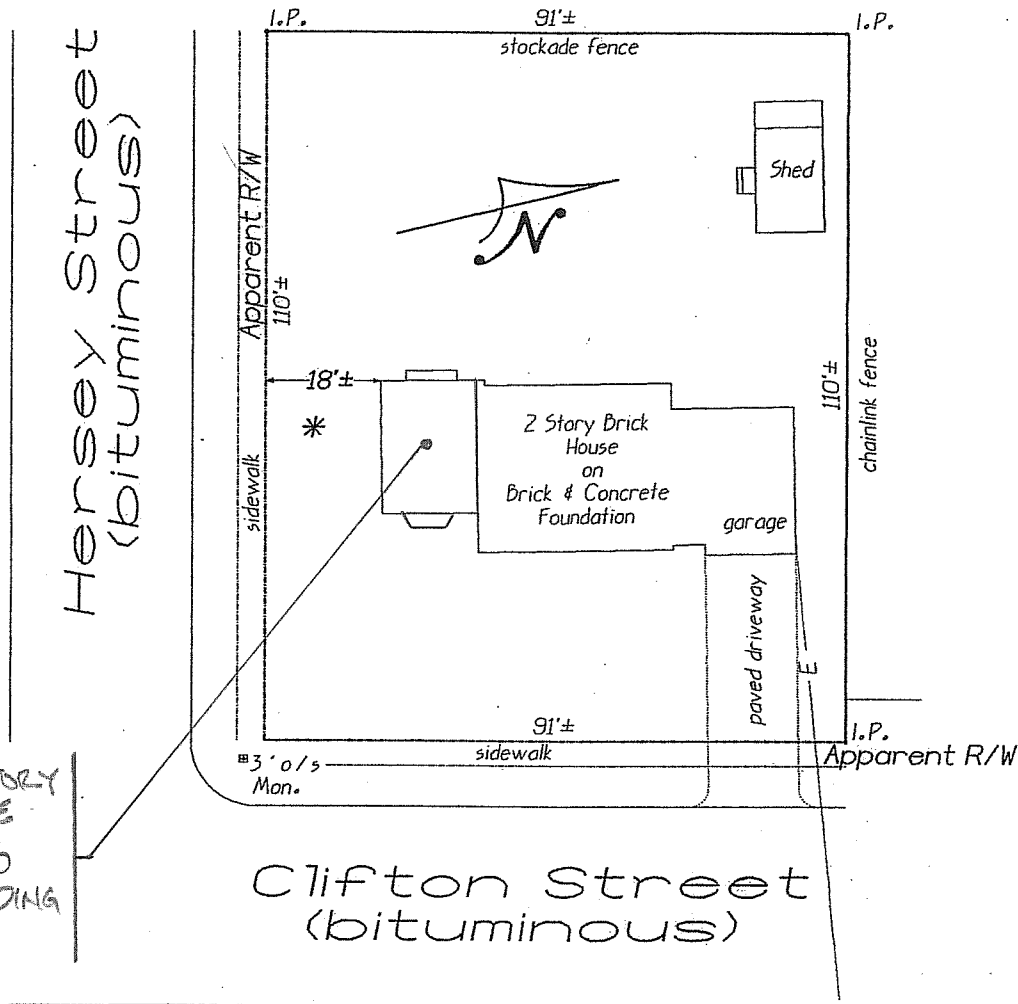 I.P.
91'±
I.P.
stockade fence
Hersey Street
(bituminous)
Apparent R/W
110'±
Shed
N
18'±
*
sidewalk
2 Story Brick
House
on
Brick & Concrete
Foundation
garage
110'±
chainlink fence
paved driveway
E
91'±
I.P.
sidewalk
Apparent R/W
3' o/s
Mon.
Clifton Street
(bituminous)